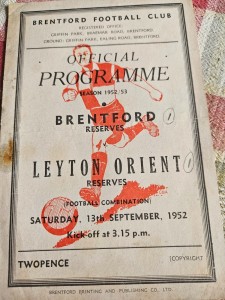 BRENTFORD FOOTBALL CLUB
REGISTERED OFFICE:
GRIFFIN PARK, BRAEMAR ROAD, BRENTFORD
GROUND: GRIFFIN PARK, EALING ROAD, BRENTFORD
OFFICIAL
PROGRAMME
SEASON 1952/53
BRENTFORD 1
RESERVES
v
LEYTON ORIENT 1
RESERVES
(FOOTBALL COMBINATION)
SATURDAY, 13th SEPTEMBER, 1952
Kick-off at 3.15 p.m.
TWOPENCE
[COPYRIGHT
BRENTFORD PRINTING AND PUBLISHING CO., LTD.